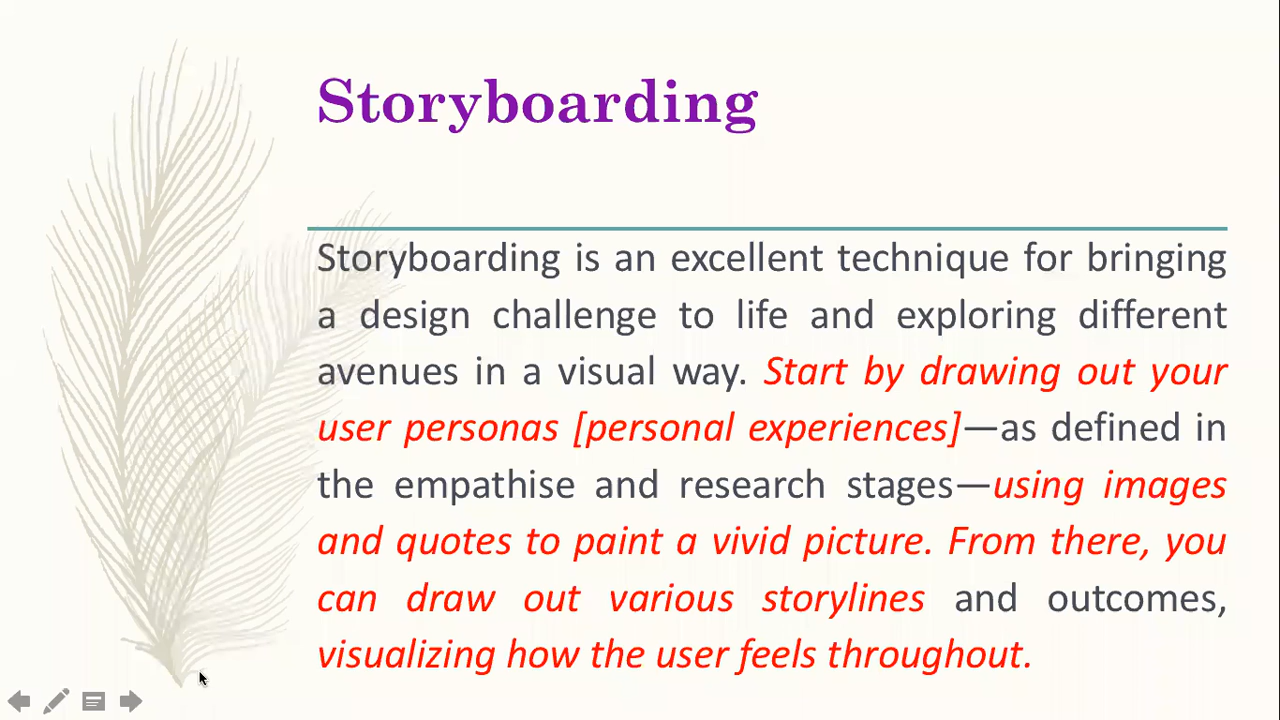 Storyboarding
Storyboarding is an excellent technique for bringing
a design challenge to life and exploring different
avenues in a visual way. Start by drawing out your
user personas [personal experiences]—as defined in
the empathise and research stages—using images
and quotes to paint a vivid picture. From there, you
can draw out various storylines and outcomes,
visualizing how the user feels throughout.